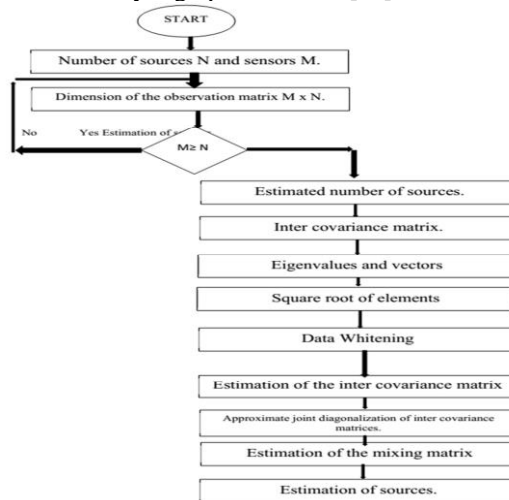 START
Number of sources N and sensors M.
Dimension of the observation matrix M x N.
No Yes Estimation of
M≥ N
Estimated number of sources.
Inter covariance matrix.
Eigenvalues and vectors
Square root of elements
Data Whitening
Estimation of the inter covariance matrix
Approximate joint diagonalization of inter covariance
matrices.
Estimation of the mixing matrix
Estimation of sources.